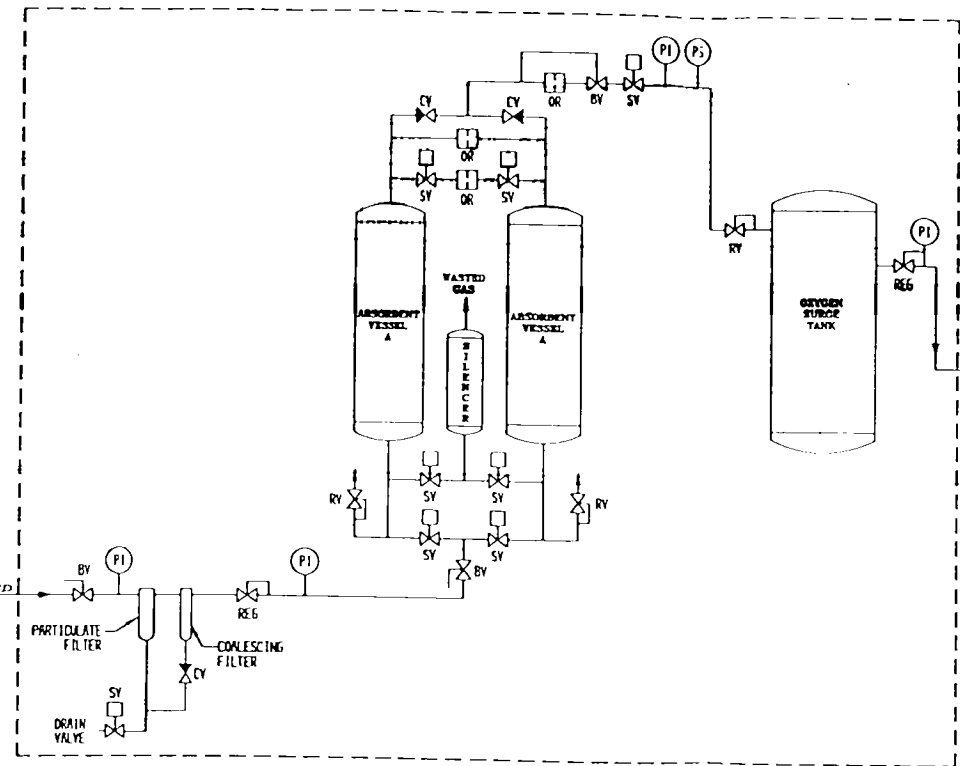 PI
PS
CV
CV
OR
BV
SV
OR
SV
OR
SV
RV
PI
REG
WASTED
GAS
ABSORBENT
VESSEL
A
SILENCER
ABSORBENT
VESSEL
A
OXYGEN
SURGE
TANK
SV
SV
RV
RV
SV
SV
BV
BV
PI
PI
REG
PARTICULATE
FILTER
COALESCING
FILTER
CV
SV
DRAIN
VALVE